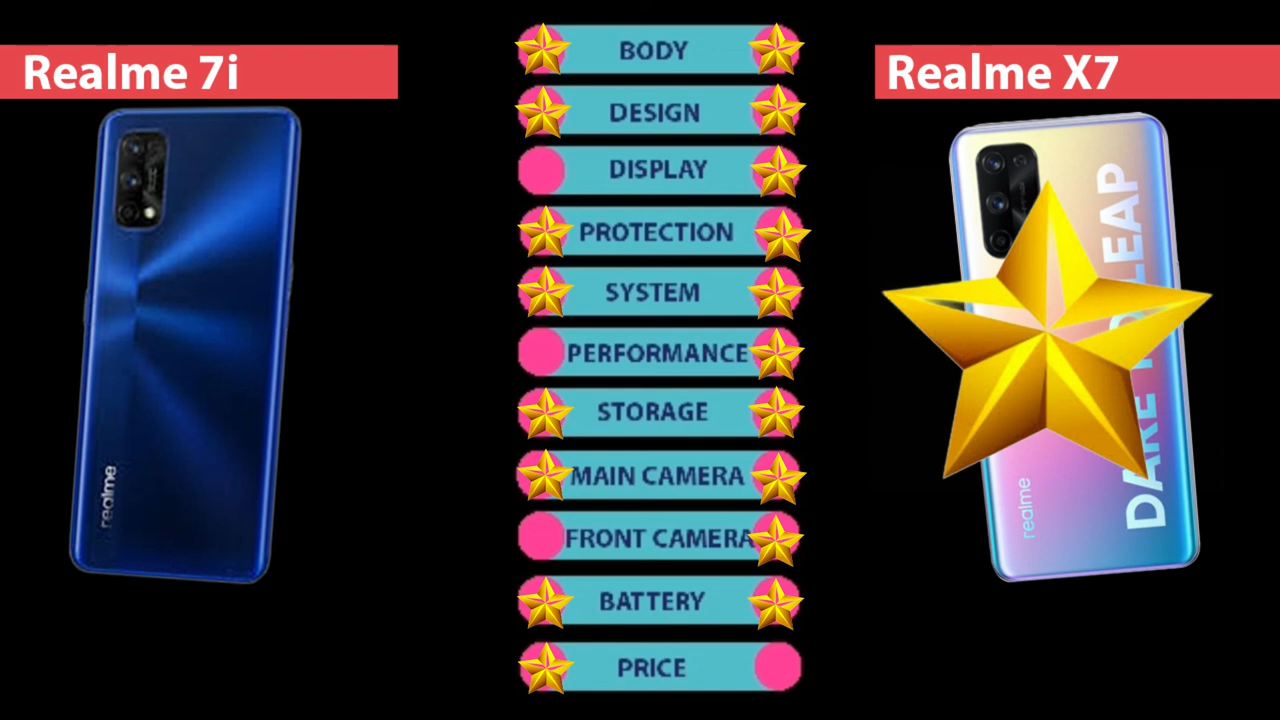 Realme 7i
BODY
DESIGN
DISPLAY
PROTECTION
SYSTEM
PERFORMANCE
STORAGE
MAIN CAMERA
FRONT CAMERA
BATTERY
PRICE
Realme X7
realme
realme
LEAP